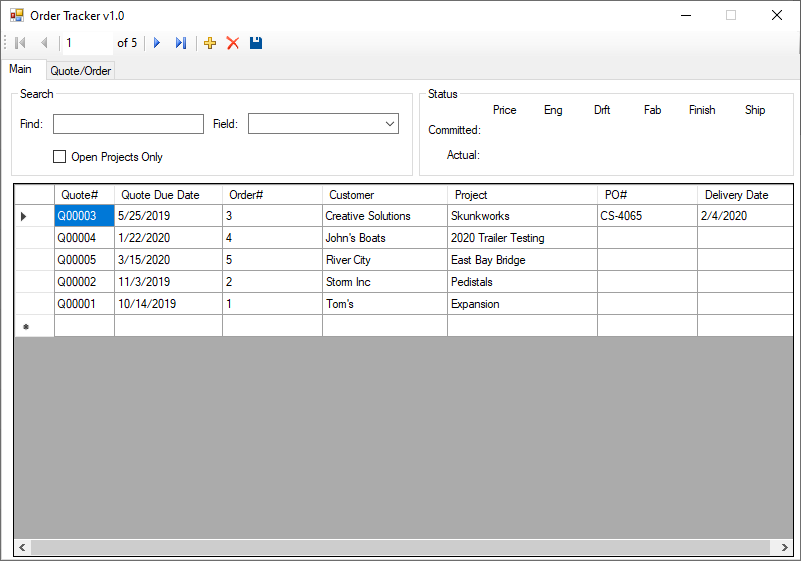 Order Tracker v1.0
1 of 5
Main Quote/Order
Search
Find: Field:
Open Projects Only
Status
Price Eng Drft Fab Finish Ship
Committed:
Actual:
Quote# Quote Due Date Order# Customer Project PO# Delivery Date
Q00003 5/25/2019 3 Creative Solutions Skunkworks CS-4065 2/4/2020
Q00004 1/22/2020 4 John's Boats 2020 Trailer Testing
Q00005 3/15/2020 5 River City East Bay Bridge
Q00002 11/3/2019 2 Storm Inc Pedistals
Q00001 10/14/2019 1 Tom's Expansion